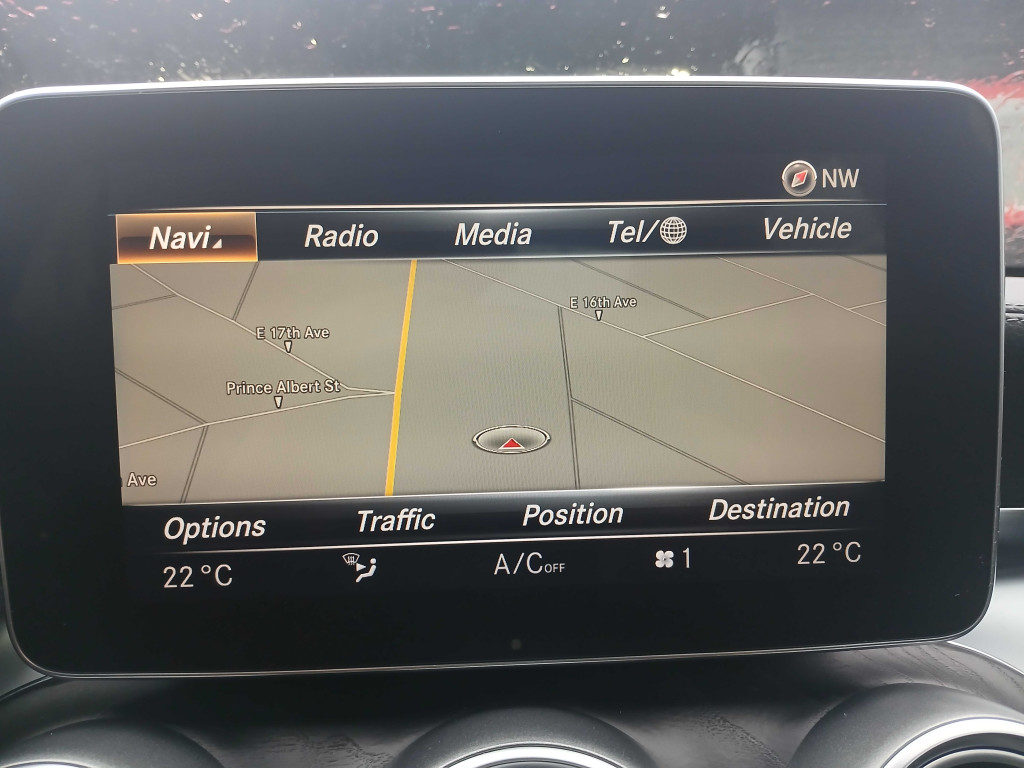 NW
Navi Radio Media Tel/ Vehicle
E 16th Ave
E 17th Ave
Prince Albert St
Ave
Options Traffic Position Destination
22 °C A/C OFF 1 22 °C